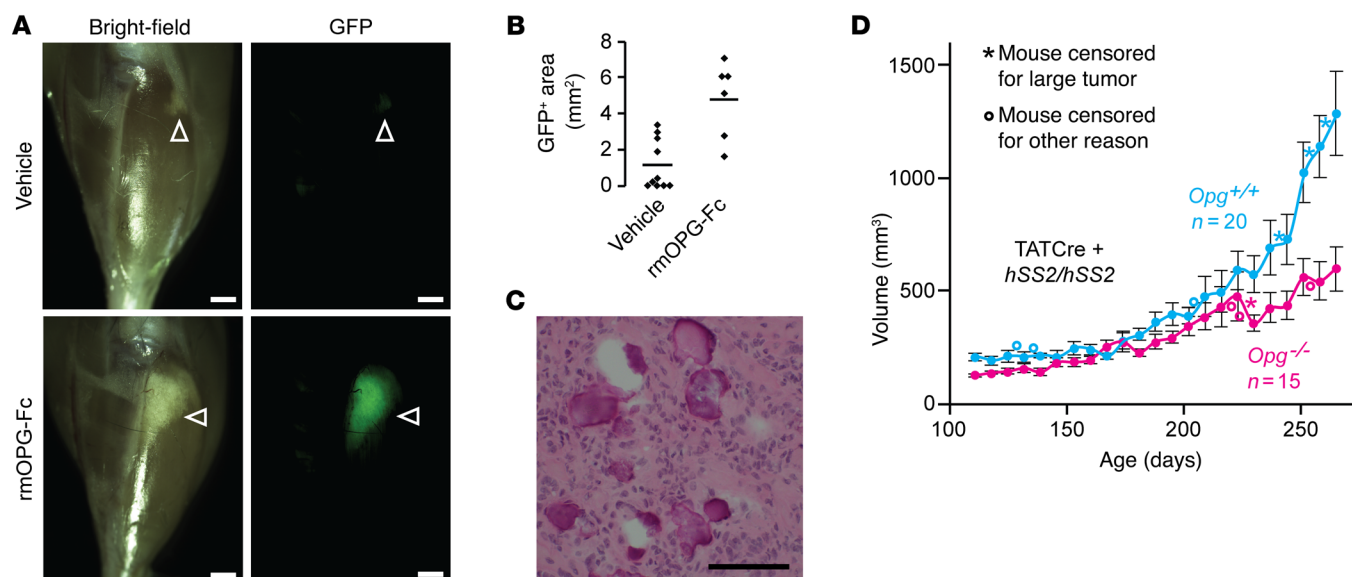 A
Bright-field
GFP
Vehicle
rmOPG-Fc
B
GFP⁺ area
(mm²)
8
6
4
2
0
Vehicle
rmOPG-Fc
C
D
* Mouse censored
for large tumor
Mouse censored
for other reason
Opg+/+
n = 20
TATCre +
hSS2/hSS2
Opg-/-
n = 15
Volume (mm³)
1500
1000
500
0
100
150
200
250
Age (days)